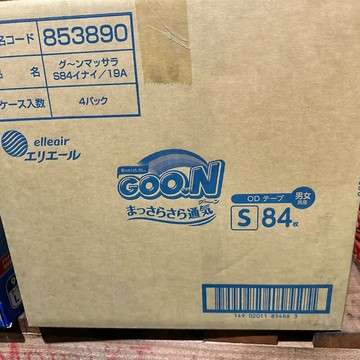 名コード 853890
品 名 グ〜ンマッサラ
S84イナイ/19A
ケース入数 4パック
elleair
エリエール
GOO.N
グ〜ン
まっさらさら通気
QDテープ
男女
共用
S 84枚